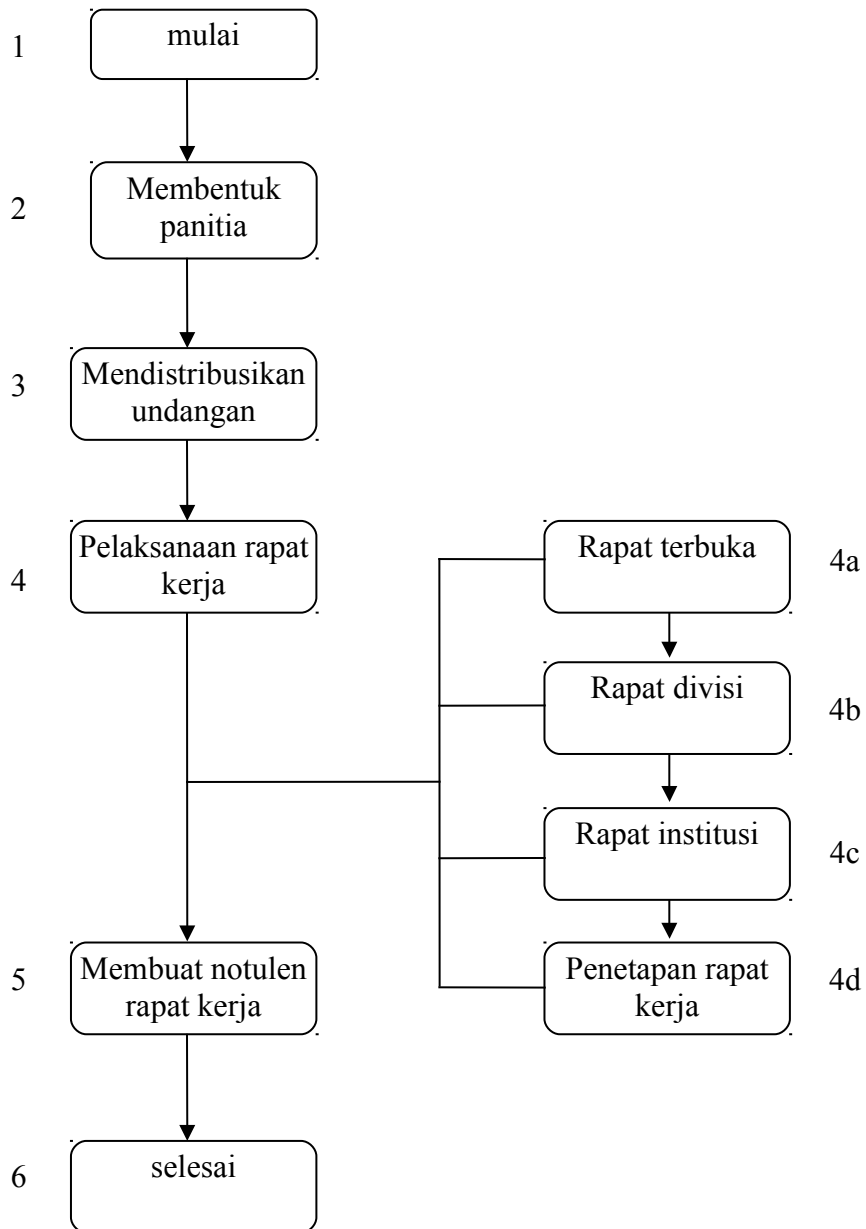 1
mulai
2
Membentuk
panitia
3
Mendistribusikan
undangan
4
Pelaksanaan rapat
kerja
Rapat terbuka
4a
Rapat divisi
4b
Rapat institusi
4c
Penetapan rapat
kerja
4d
5
Membuat notulen
rapat kerja
6
selesai